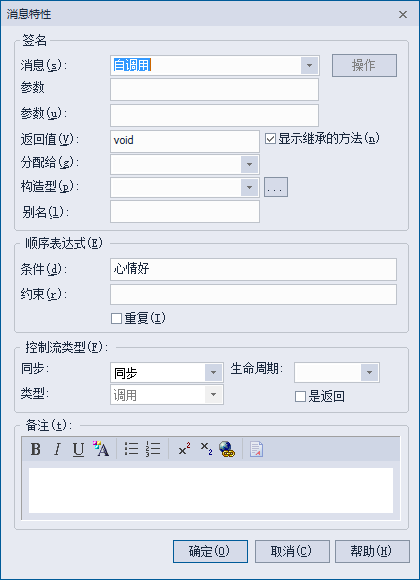 消息特性
签名
消息(s): 自调用 操作
参数
参数(u):
返回值(V): void 显示继承的方法(n)
分配给(g):
构造型(p): ...
别名(l):
顺序表达式(E)
条件(d): 心情好
约束(r):
重复(I)
控制流类型(F):
同步: 同步 生命周期:
类型: 调用 是返回
备注(t):
B I U A x² x₂
确定(O) 取消(C) 帮助(H)